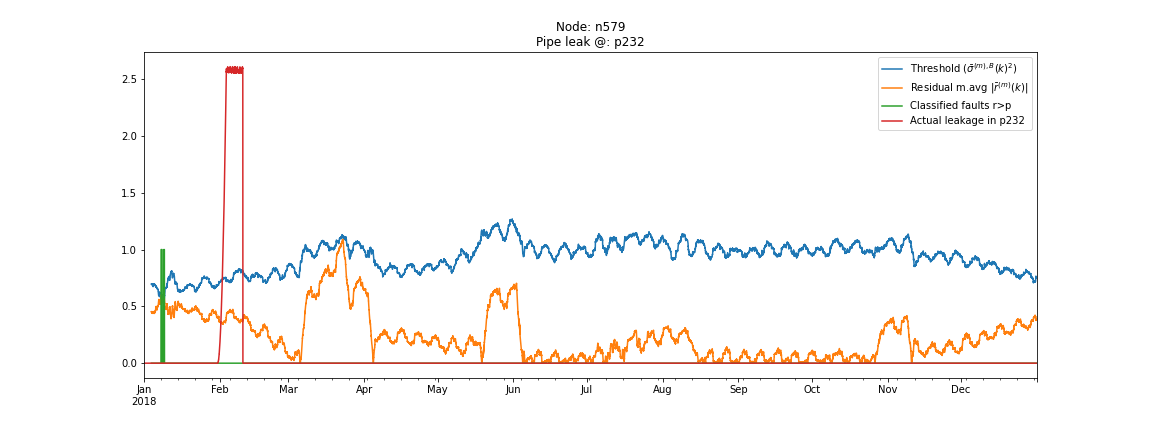 Node: n579
Pipe leak @: p232
Threshold (σ̄⁽ᵐ⁾,ᴮ(k)²)
Residual m.avg |r̄⁽ᵐ⁾(k)|
Classified faults r>p
Actual leakage in p232
2.5
2.0
1.5
1.0
0.5
0.0
Jan Feb Mar Apr May Jun Jul Aug Sep Oct Nov Dec
2018